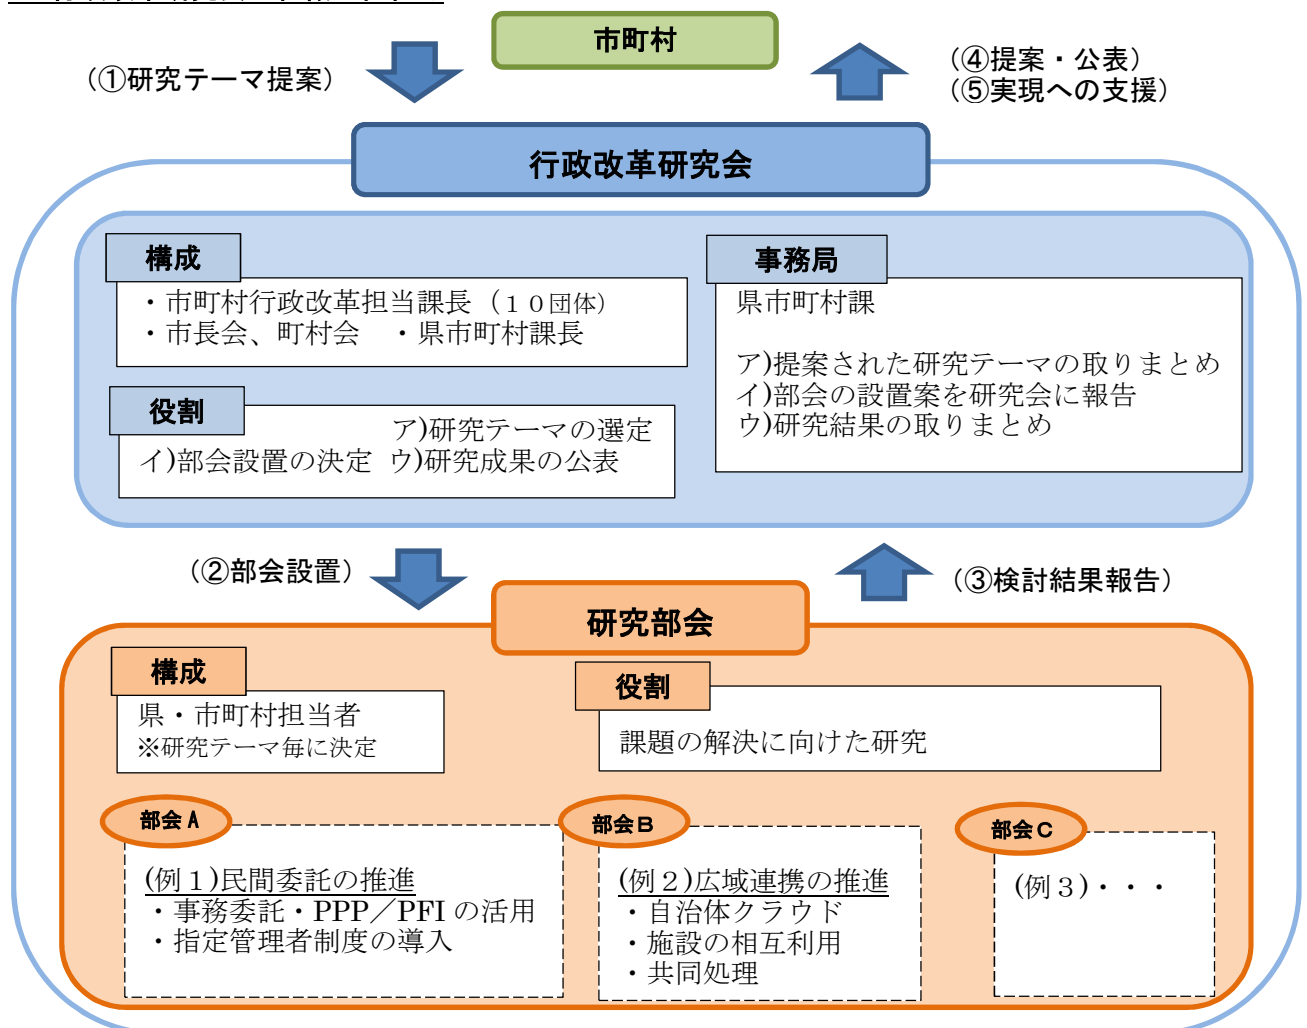 市町村
（①研究テーマ提案）
（④提案・公表）
（⑤実現への支援）
行政改革研究会
構成
・市町村行政改革担当課長（１０団体）
・市長会、町村会　・県市町村課長
役割
ア)研究テーマの選定
イ)部会設置の決定　ウ)研究成果の公表
事務局
県市町村課
ア)提案された研究テーマの取りまとめ
イ)部会の設置案を研究会に報告
ウ)研究結果の取りまとめ
（②部会設置）
（③検討結果報告）
研究部会
構成
県・市町村担当者
※研究テーマ毎に決定
役割
課題の解決に向けた研究
部会A
(例１)民間委託の推進
・事務委託・PPP／PFIの活用
・指定管理者制度の導入
部会B
(例２)広域連携の推進
・自治体クラウド
・施設の相互利用
・共同処理
部会C
(例３)・・・